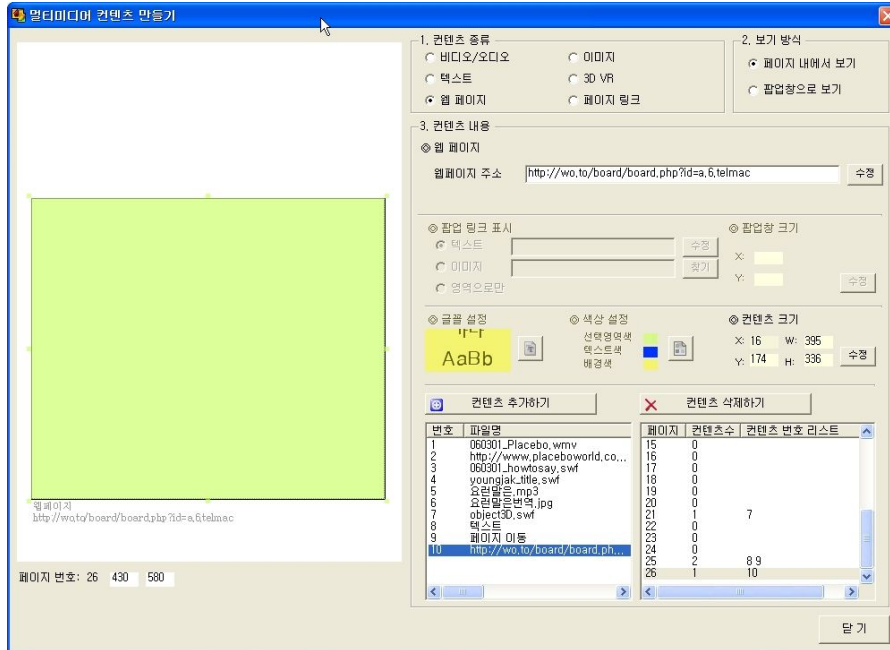 멀티미디어 컨텐츠 만들기
1. 컨텐츠 종류
비디오/오디오
이미지
텍스트
3D VR
웹 페이지
페이지 링크
2. 보기 방식
페이지 내에서 보기
팝업창으로 보기
3. 컨텐츠 내용
웹 페이지
웹페이지 주소
http://wo.to/board/board.php?id=a.6.telmac
수정
팝업 링크 표시
텍스트
수정
이미지
찾기
영역으로만
팝업창 크기
X:
Y:
수정
글꼴 설정
가나
AaBb
색상 설정
선택영역색
텍스트색
배경색
컨텐츠 크기
X: 16 W: 395
Y: 174 H: 336
수정
웹페이지
http://wo.to/board/board.php?id=a.6.telmac
페이지 번호: 26 430 580
컨텐츠 추가하기
번호 파일명
1 060301_Placebo.wmv
2 http://www.placeboworld.co...
3 060301_howtosay.swf
4 youngjak_title.swf
5 요런말은.mp3
6 요런말은번역.jpg
7 object3D.swf
8 텍스트
9 페이지 이동
10 http://wo.to/board/board.ph...
컨텐츠 삭제하기
페이지 컨텐츠수 컨텐츠 번호 리스트
15 0
16 0
17 0
18 0
19 0
20 0
21 1 7
22 0
23 0
24 0
25 2 8 9
26 1 10
닫 기